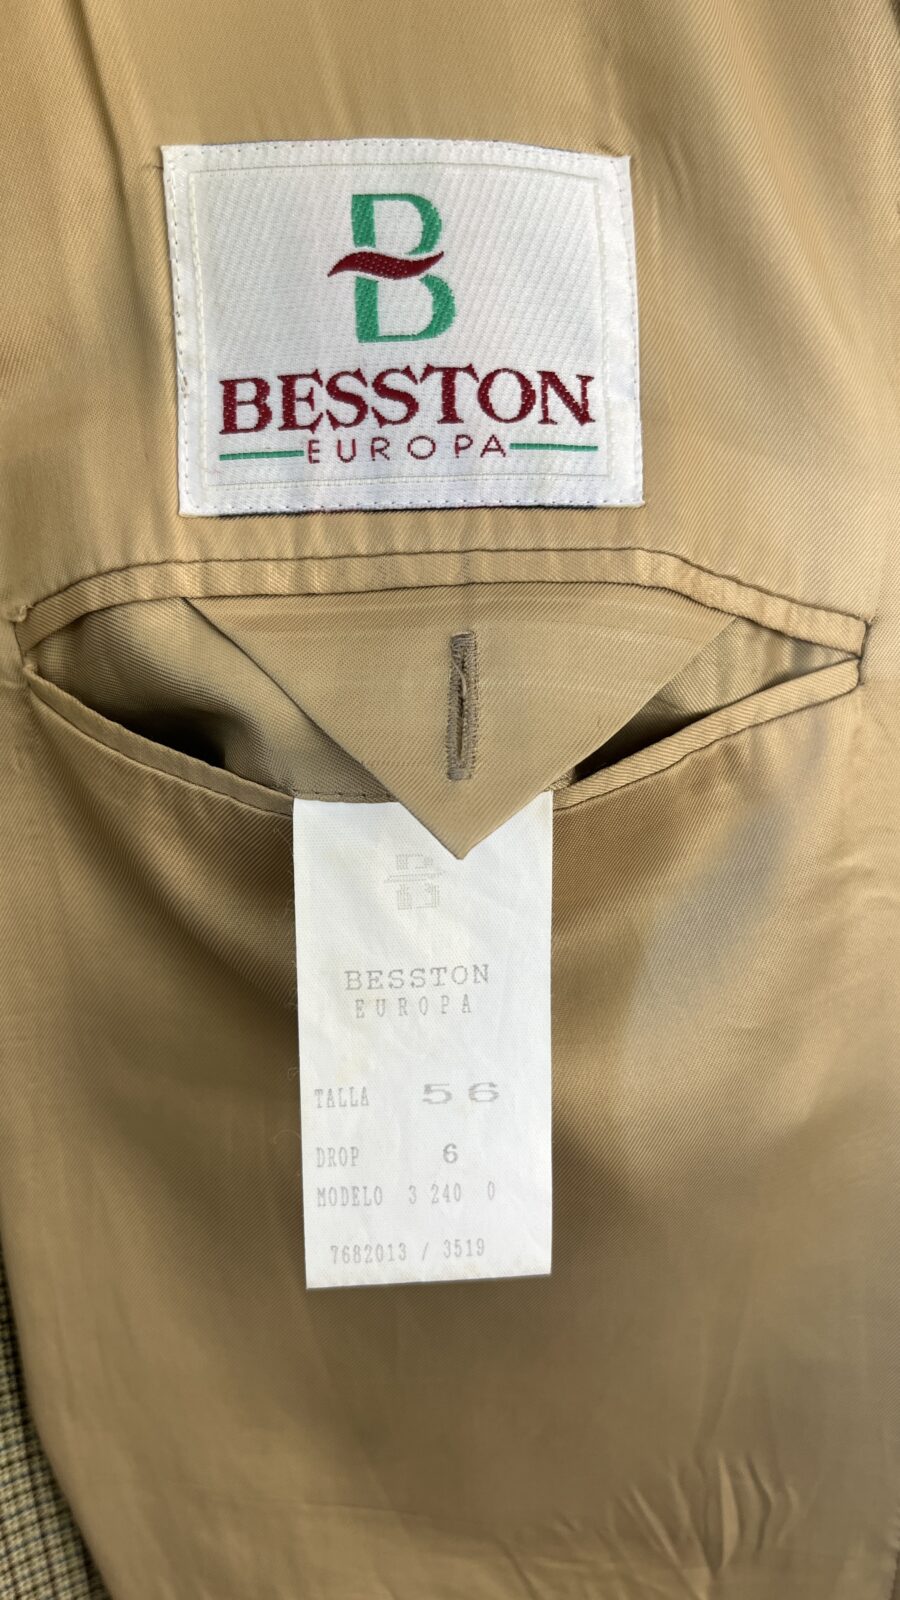 B
BESSTON
EUROPA
B
BESSTON
EUROPA
TALLA 56
DROP 6
MODELO 3 240 0
7682013 / 3519